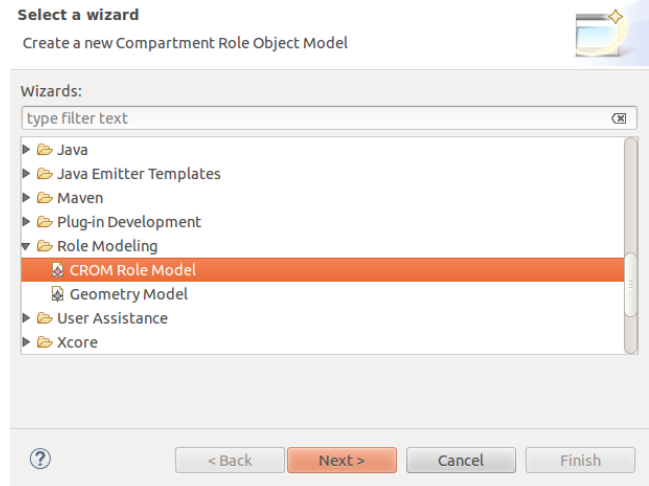 Select a wizard
Create a new Compartment Role Object Model
Wizards:
type filter text
Java
Java Emitter Templates
Maven
Plug-in Development
Role Modeling
CROM Role Model
Geometry Model
User Assistance
Xcore
? < Back Next > Cancel Finish